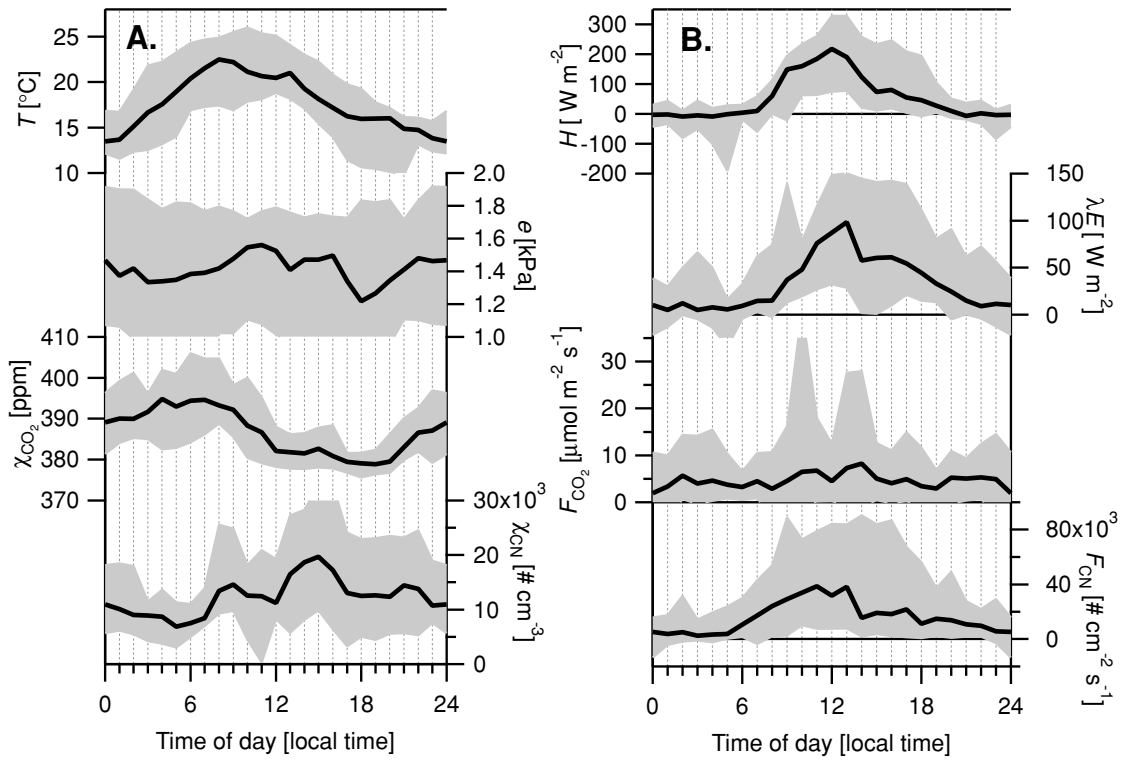 A.
25
20
15
10
T [°C]
2.0
1.8
1.6
1.4
1.2
1.0
e [kPa]
410
400
390
380
370
χCO₂ [ppm]
30x10³
20
10
0
χCN [# cm⁻³]
0 6 12 18 24
Time of day [local time]
B.
300
200
100
0
-100
-200
H [ W m⁻²]
150
100
50
0
λE [ W m⁻²]
30
20
10
0
FCO₂ [µmol m⁻² s⁻¹]
80x10³
40
0
FCN [# cm⁻² s⁻¹]
0 6 12 18 24
Time of day [local time]